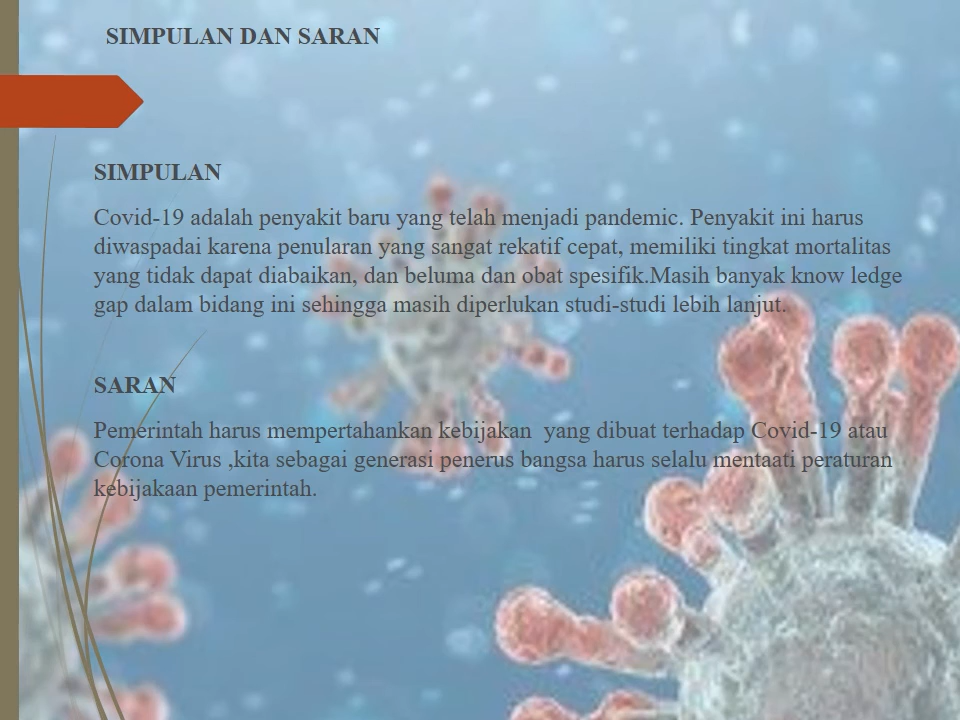 SIMPULAN DAN SARAN
SIMPULAN
Covid-19 adalah penyakit baru yang telah menjadi pandemic. Penyakit ini harus
diwaspadai karena penularan yang sangat rekatif cepat, memiliki tingkat mortalitas
yang tidak dapat diabaikan, dan beluma dan obat spesifik.Masih banyak know ledge
gap dalam bidang ini sehingga masih diperlukan studi-studi lebih lanjut.
SARAN
Pemerintah harus mempertahankan kebijakan  yang dibuat terhadap Covid-19 atau
Corona Virus ,kita sebagai generasi penerus bangsa harus selalu mentaati peraturan
kebijakaan pemerintah.